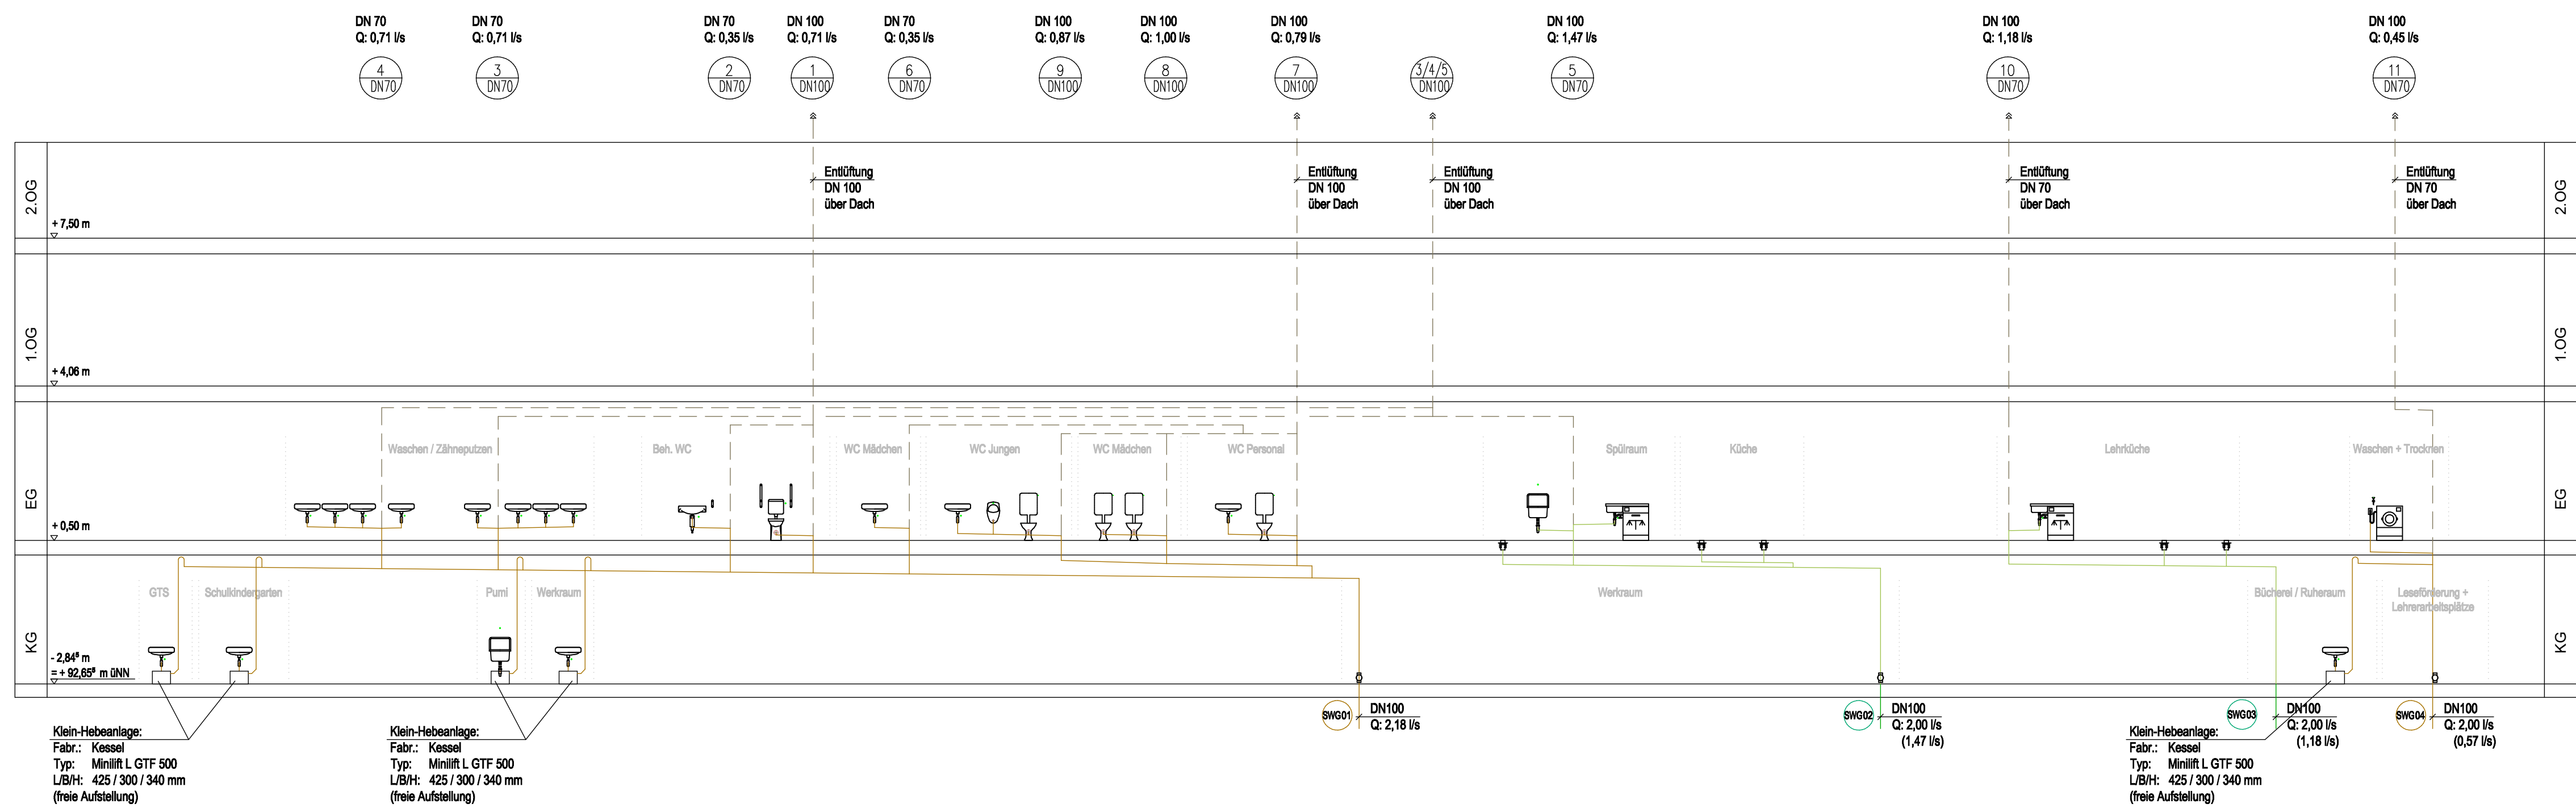 DN 70
Q: 0,71 l/s
DN 70
Q: 0,71 l/s
DN 70
Q: 0,35 l/s
DN 100
Q: 0,71 l/s
DN 70
Q: 0,35 l/s
DN 100
Q: 0,87 l/s
DN 100
Q: 1,00 l/s
DN 100
Q: 0,79 l/s
DN 100
Q: 1,47 l/s
DN 100
Q: 1,18 l/s
DN 100
Q: 0,45 l/s
4
DN70
3
DN70
2
DN70
1
DN100
6
DN70
9
DN100
8
DN100
7
DN100
3/4/5
DN100
5
DN70
10
DN70
11
DN70
2.OG
+ 7,50 m
Entlüftung
DN 100
über Dach
Entlüftung
DN 100
über Dach
Entlüftung
DN 100
über Dach
Entlüftung
DN 70
über Dach
Entlüftung
DN 70
über Dach
2.OG
1.OG
+ 4,06 m
1.OG
EG
+ 0,50 m
Waschen / Zähneputzen
Beh. WC
WC Mädchen
WC Jungen
WC Mädchen
WC Personal
Spülraum
Küche
Lehrküche
Waschen + Trocknen
EG
KG
- 2,84⁵ m
= + 92,65⁵ m üNN
GTS
Schulkindergarten
Pumi
Werkraum
Werkraum
Bücherei / Ruheraum
Leseförderung +
Lehrerarbeitsplätze
KG
SWG01
DN100
Q: 2,18 l/s
SWG02
DN100
Q: 2,00 l/s
(1,47 l/s)
SWG03
DN100
Q: 2,00 l/s
(1,18 l/s)
SWG04
DN100
Q: 2,00 l/s
(0,57 l/s)
Klein-Hebeanlage:
Fabr.: Kessel
Typ: Minilift L GTF 500
L/B/H: 425 / 300 / 340 mm
(freie Aufstellung)
Klein-Hebeanlage:
Fabr.: Kessel
Typ: Minilift L GTF 500
L/B/H: 425 / 300 / 340 mm
(freie Aufstellung)
Klein-Hebeanlage:
Fabr.: Kessel
Typ: Minilift L GTF 500
L/B/H: 425 / 300 / 340 mm
(freie Aufstellung)